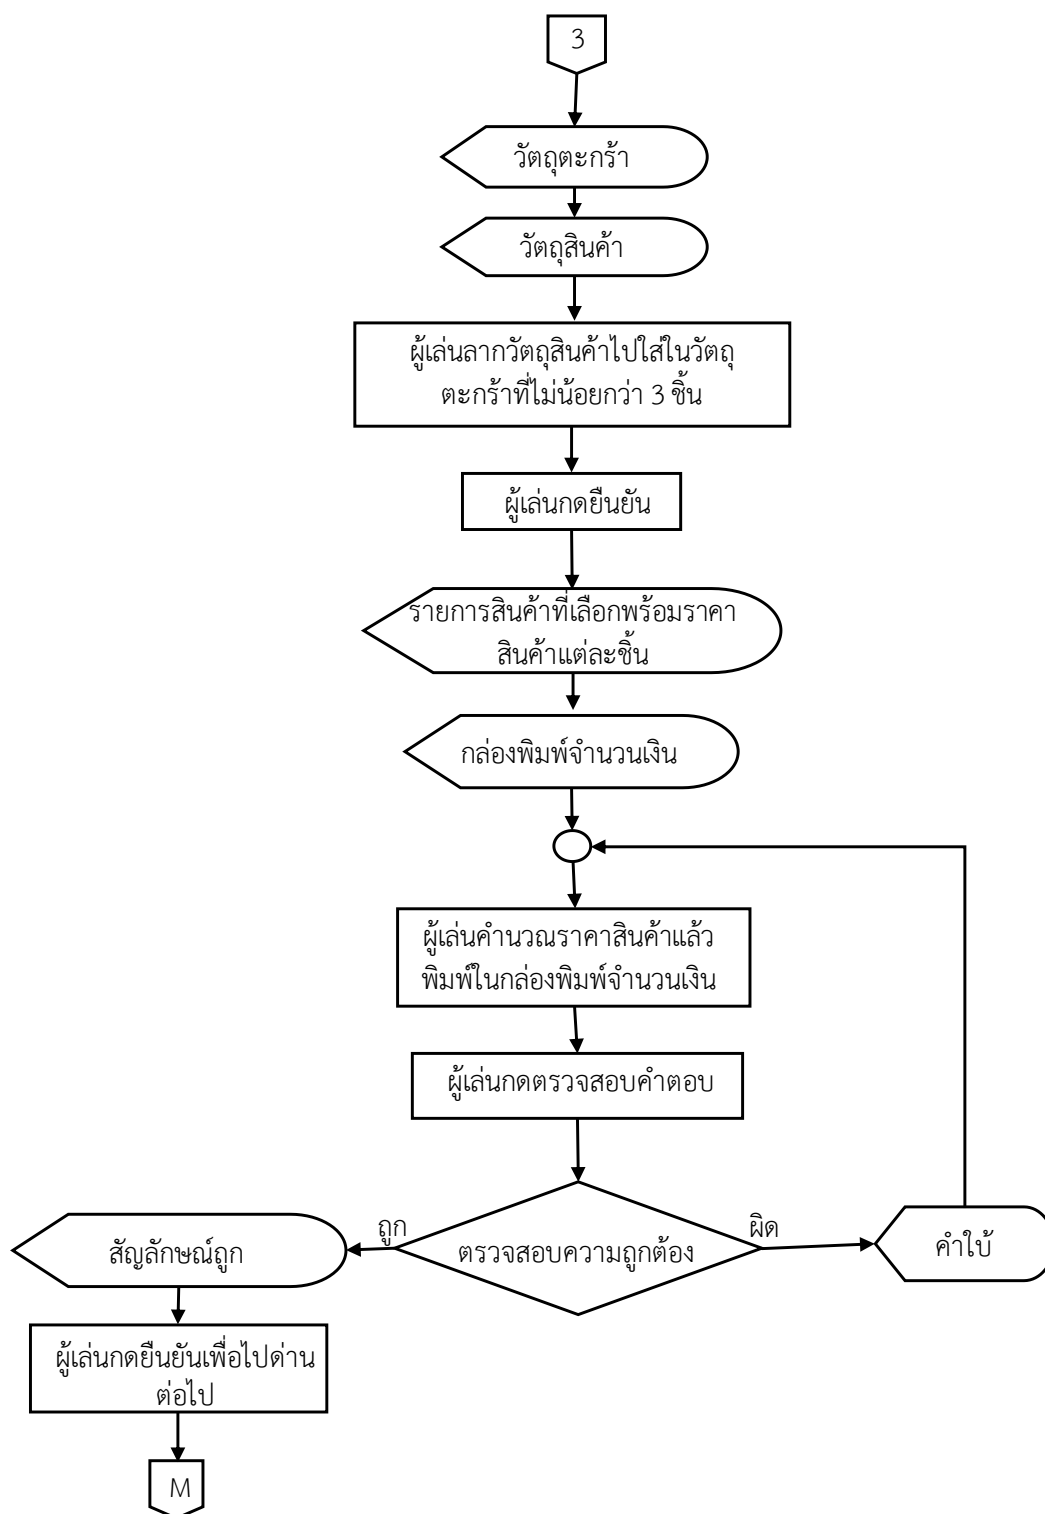 3
วัตถุตะกร้า
วัตถุสินค้า
ผู้เล่นลากวัตถุสินค้าไปใส่ในวัตถุ
ตะกร้าที่ไม่น้อยกว่า 3 ชิ้น
ผู้เล่นกดยืนยัน
รายการสินค้าที่เลือกพร้อมราคา
สินค้าแต่ละชิ้น
กล่องพิมพ์จำนวนเงิน
ผู้เล่นคำนวณราคาสินค้าแล้ว
พิมพ์ในกล่องพิมพ์จำนวนเงิน
ผู้เล่นกดตรวจสอบคำตอบ
ถูก
ผิด
สัญลักษณ์ถูก
ตรวจสอบความถูกต้อง
คำใบ้
ผู้เล่นกดยืนยันเพื่อไปด่าน
ต่อไป
M